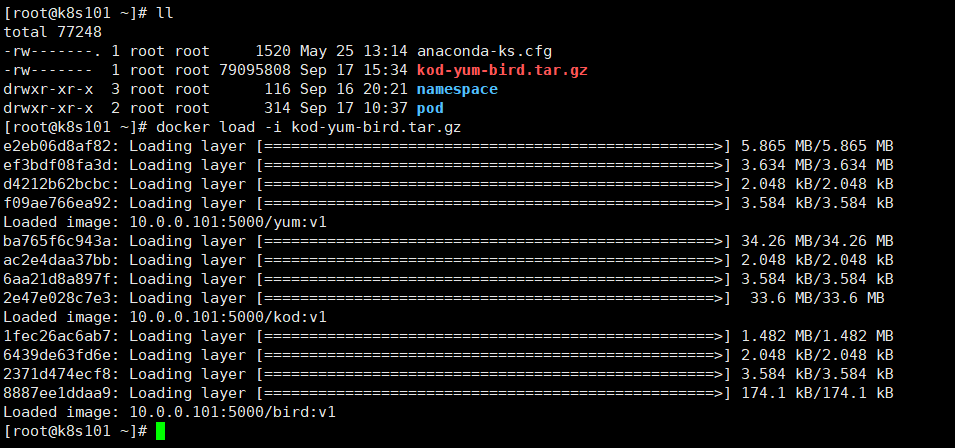 [root@k8s101 ~]# ll
total 77248
-rw-------. 1 root root     1520 May 25 13:14 anaconda-ks.cfg
-rw-------  1 root root 79095808 Sep 17 15:34 kod-yum-bird.tar.gz
drwxr-xr-x  3 root root      116 Sep 16 20:21 namespace
drwxr-xr-x  2 root root      314 Sep 17 10:37 pod
[root@k8s101 ~]# docker load -i kod-yum-bird.tar.gz
e2eb06d8af82: Loading layer [==================================================>] 5.865 MB/5.865 MB
ef3bdf08fa3d: Loading layer [==================================================>] 3.634 MB/3.634 MB
d4212b62bcbc: Loading layer [==================================================>] 2.048 kB/2.048 kB
f09ae766ea92: Loading layer [==================================================>] 3.584 kB/3.584 kB
Loaded image: 10.0.0.101:5000/yum:v1
ba765f6c943a: Loading layer [==================================================>] 34.26 MB/34.26 MB
ac2e4daa37bb: Loading layer [==================================================>] 2.048 kB/2.048 kB
6aa21d8a897f: Loading layer [==================================================>] 3.584 kB/3.584 kB
2e47e028c7e3: Loading layer [==================================================>]  33.6 MB/33.6 MB
Loaded image: 10.0.0.101:5000/kod:v1
1fec26ac6ab7: Loading layer [==================================================>] 1.482 MB/1.482 MB
6439de63fd6e: Loading layer [==================================================>] 2.048 kB/2.048 kB
2371d474ecf8: Loading layer [==================================================>] 3.584 kB/3.584 kB
8887ee1ddaa9: Loading layer [==================================================>] 174.1 kB/174.1 kB
Loaded image: 10.0.0.101:5000/bird:v1
[root@k8s101 ~]#